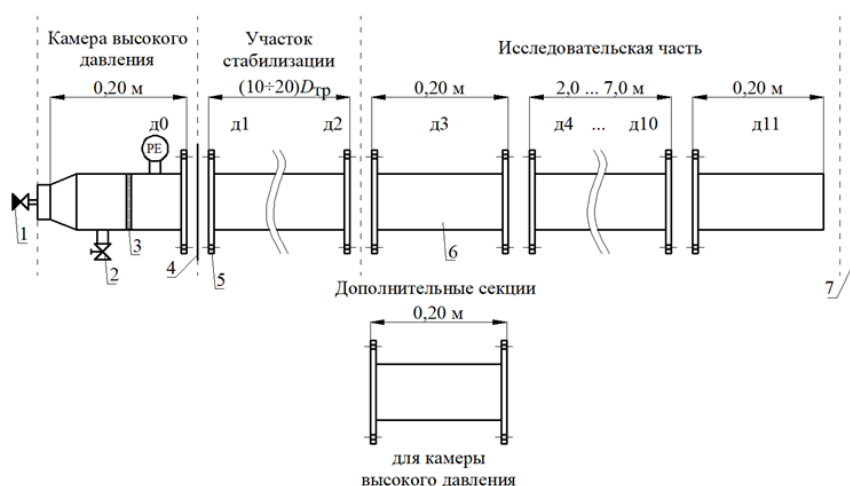 Камера высокого
давления
Участок
стабилизации
(10÷20)Dтр
Исследовательская часть
0,20 м
0,20 м
2,0 ... 7,0 м
0,20 м
д0
д1
д2
д3
д4 ... д10
д11
PE
1
2
3
4
5
6
7
Дополнительные секции
0,20 м
для камеры
высокого давления